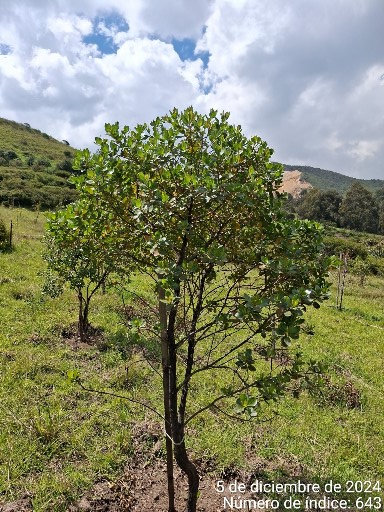 5 de diciembre de 2024
Número de índice: 643